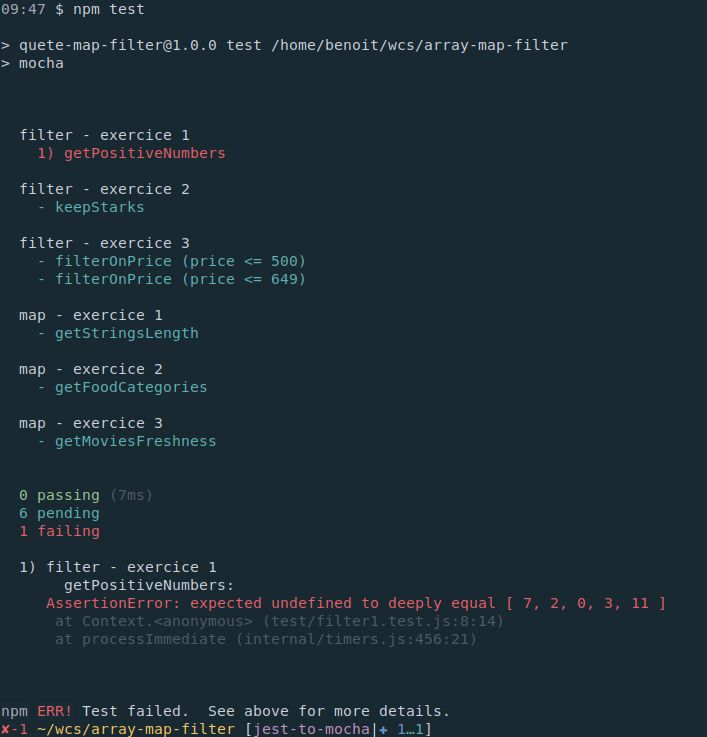 09:47 $ npm test
> quete-map-filter@1.0.0 test /home/benoit/wcs/array-map-filter
> mocha
filter - exercice 1
1) getPositiveNumbers
filter - exercice 2
- keepStarks
filter - exercice 3
- filterOnPrice (price <= 500)
- filterOnPrice (price <= 649)
map - exercice 1
- getStringsLength
map - exercice 2
- getFoodCategories
map - exercice 3
- getMoviesFreshness
0 passing (7ms)
6 pending
1 failing
1) filter - exercice 1
getPositiveNumbers:
AssertionError: expected undefined to deeply equal [ 7, 2, 0, 3, 11 ]
at Context.<anonymous> (test/filter1.test.js:8:14)
at processImmediate (internal/timers.js:456:21)
npm ERR! Test failed.  See above for more details.
✘-1 ~/wcs/array-map-filter [jest-to-mocha|✚ 1…1]